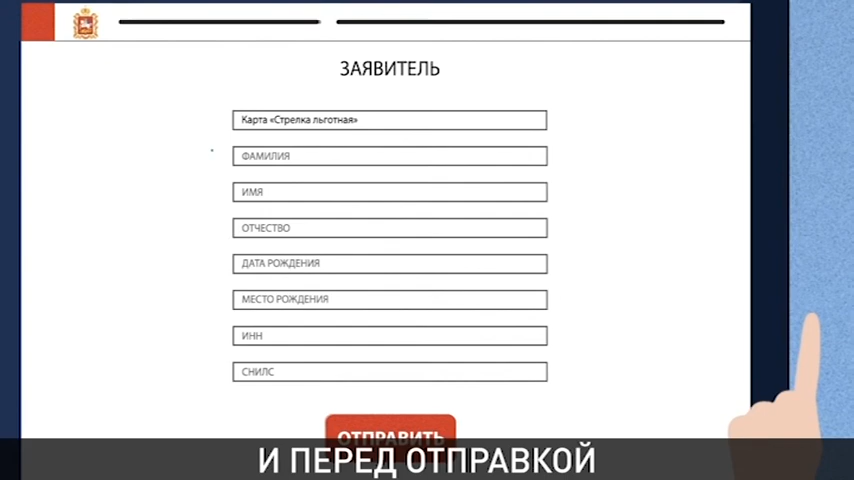 ЗАЯВИТЕЛЬ
Карта «Стрелка льготная»
ФАМИЛИЯ
ИМЯ
ОТЧЕСТВО
ДАТА РОЖДЕНИЯ
МЕСТО РОЖДЕНИЯ
ИНН
СНИЛС
ОТПРАВИТЬ
И ПЕРЕД ОТПРАВКОЙ